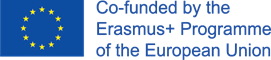 Co-funded by the
Erasmus+ Programme
of the European Union